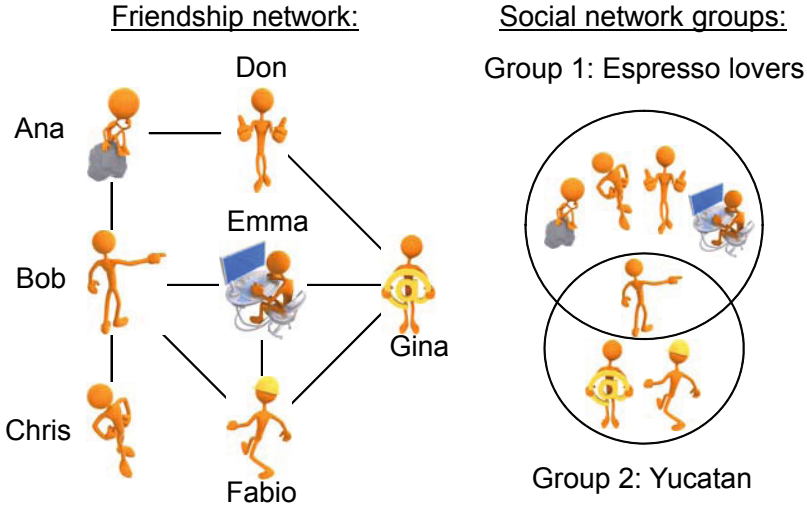 Friendship network:
Social network groups:
Don
Group 1: Espresso lovers
Ana
Emma
Bob
Gina
Chris
Fabio
Group 2: Yucatan